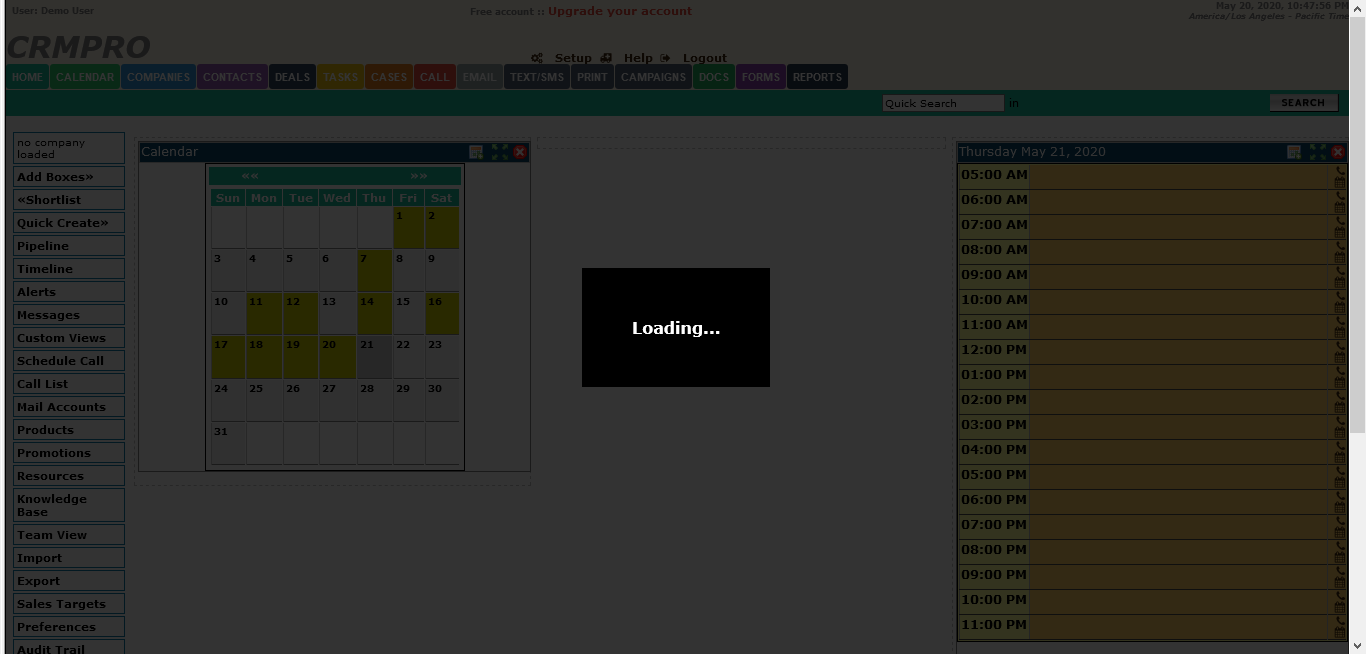 User: Demo User
Free account :: Upgrade your account
May 20, 2020, 10:47:56 PM
America/Los Angeles - Pacific Time
CRMPRO
Setup Help Logout
HOME CALENDAR COMPANIES CONTACTS DEALS TASKS CASES CALL EMAIL TEXT/SMS PRINT CAMPAIGNS DOCS FORMS REPORTS
Quick Search in SEARCH
no company
loaded
Add Boxes»
«Shortlist
Quick Create»
Pipeline
Timeline
Alerts
Messages
Custom Views
Schedule Call
Call List
Mail Accounts
Products
Promotions
Resources
Knowledge
Base
Team View
Import
Export
Sales Targets
Preferences
Audit Trail
Calendar
«« »»
Sun Mon Tue Wed Thu Fri Sat
1 2
3 4 5 6 7 8 9
10 11 12 13 14 15 16
17 18 19 20 21 22 23
24 25 26 27 28 29 30
31
Loading...
Thursday May 21, 2020
05:00 AM
06:00 AM
07:00 AM
08:00 AM
09:00 AM
10:00 AM
11:00 AM
12:00 PM
01:00 PM
02:00 PM
03:00 PM
04:00 PM
05:00 PM
06:00 PM
07:00 PM
08:00 PM
09:00 PM
10:00 PM
11:00 PM